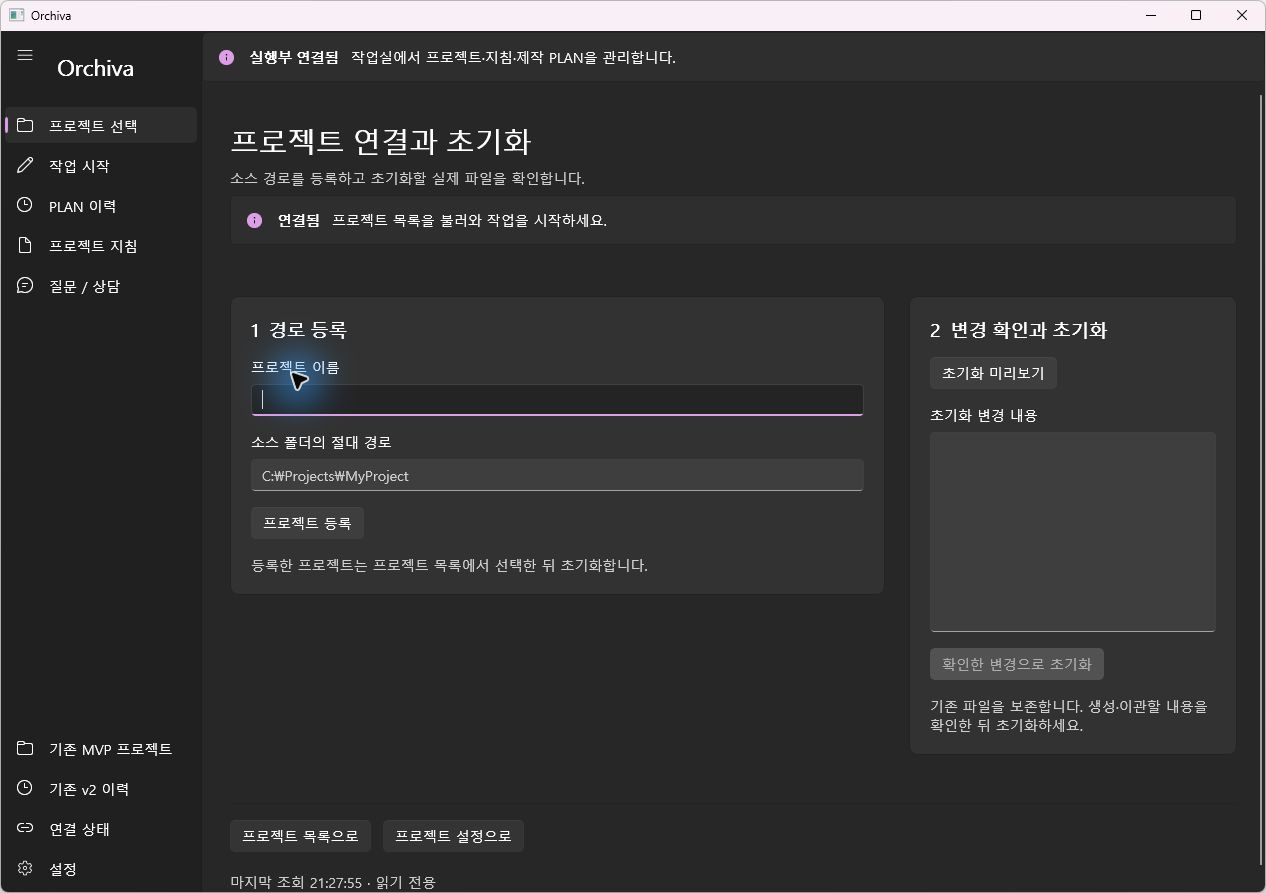 Orchiva
Orchiva
실행부 연결됨 작업실에서 프로젝트·지침·제작 PLAN을 관리합니다.
프로젝트 선택
작업 시작
PLAN 이력
프로젝트 지침
질문 / 상담
프로젝트 연결과 초기화
소스 경로를 등록하고 초기화할 실제 파일을 확인합니다.
연결됨 프로젝트 목록을 불러와 작업을 시작하세요.
1 경로 등록
프로젝트 이름
소스 폴더의 절대 경로
C:₩Projects₩MyProject
프로젝트 등록
등록한 프로젝트는 프로젝트 목록에서 선택한 뒤 초기화합니다.
2 변경 확인과 초기화
초기화 미리보기
초기화 변경 내용
확인한 변경으로 초기화
기존 파일을 보존합니다. 생성·이관할 내용을
확인한 뒤 초기화하세요.
기존 MVP 프로젝트
기존 v2 이력
연결 상태
설정
프로젝트 목록으로
프로젝트 설정으로
마지막 조회 21:27:55 · 읽기 전용